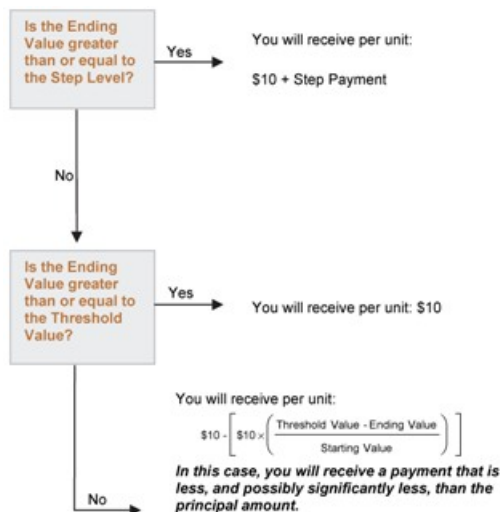 Is the Ending
Value greater
than or equal to
the Step Level?
Yes
You will receive per unit:
$10 + Step Payment
No
Is the Ending
Value greater
than or equal to
the Threshold
Value?
Yes
You will receive per unit: $10
You will receive per unit:
$10 - [ $10 × ( Threshold Value - Ending Value
Starting Value ) ]
In this case, you will receive a payment that is
less, and possibly significantly less, than the
principal amount.
No